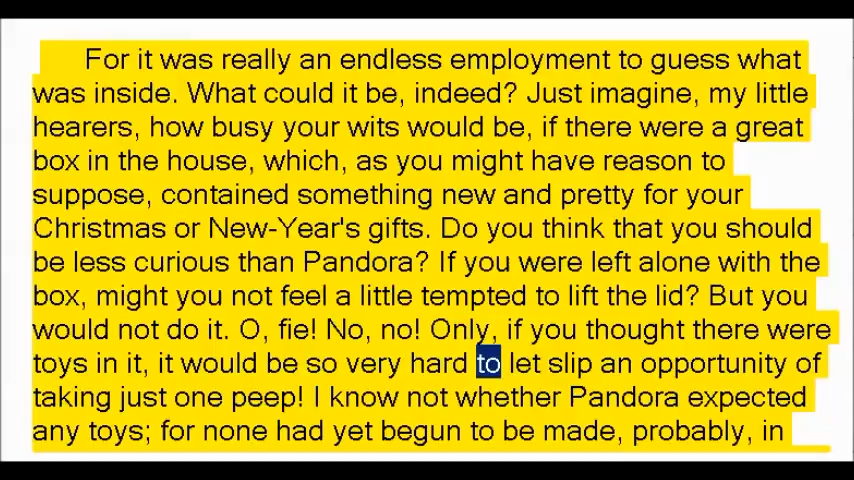 For it was really an endless employment to guess what
was inside. What could it be, indeed? Just imagine, my little
hearers, how busy your wits would be, if there were a great
box in the house, which, as you might have reason to
suppose, contained something new and pretty for your
Christmas or New-Year's gifts. Do you think that you should
be less curious than Pandora? If you were left alone with the
box, might you not feel a little tempted to lift the lid? But you
would not do it. O, fie! No, no! Only, if you thought there were
toys in it, it would be so very hard to let slip an opportunity of
taking just one peep! I know not whether Pandora expected
any toys; for none had yet begun to be made, probably, in